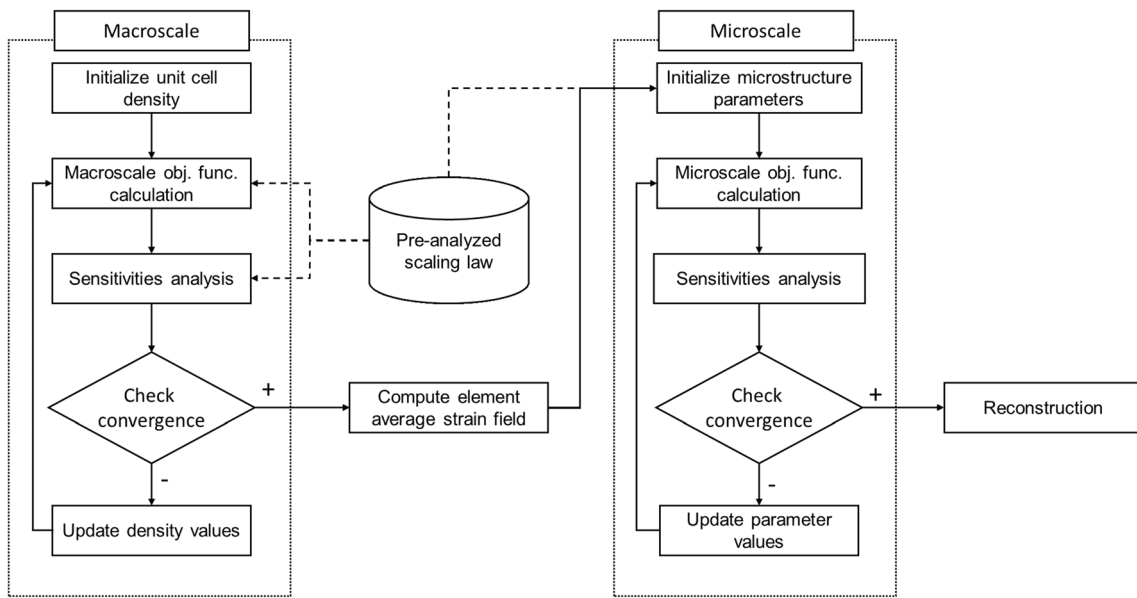 Macroscale
Initialize unit cell
density
Macroscale obj. func.
calculation
Sensitivities analysis
Check
convergence
+
-
Update density values
Pre-analyzed
scaling law
Compute element
average strain field
Microscale
Initialize microstructure
parameters
Microscale obj. func.
calculation
Sensitivities analysis
Check
convergence
+
-
Update parameter
values
Reconstruction